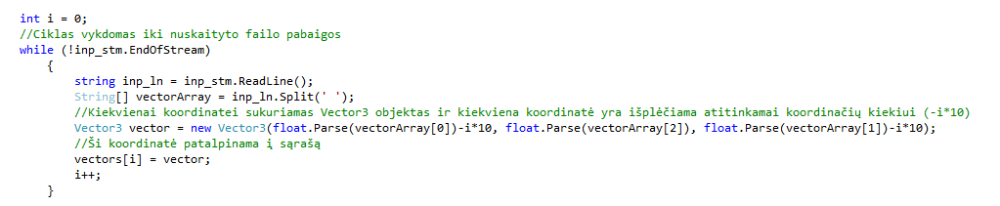 int i = 0;
//Ciklas vykdomas iki nuskaityto failo pabaigos
while (!inp_stm.EndOfStream)
{
string inp_ln = inp_stm.ReadLine();
String[] vectorArray = inp_ln.Split(' ');
//Kiekvienai koordinatei sukuriamas Vector3 objektas ir kiekviena koordinatė yra išplėčiama atitinkamai koordinačių kiekiui (-i*10)
Vector3 vector = new Vector3(float.Parse(vectorArray[0])-i*10, float.Parse(vectorArray[2]), float.Parse(vectorArray[1])-i*10);
//Ši koordinatė patalpinama į sąrašą
vectors[i] = vector;
i++;
}